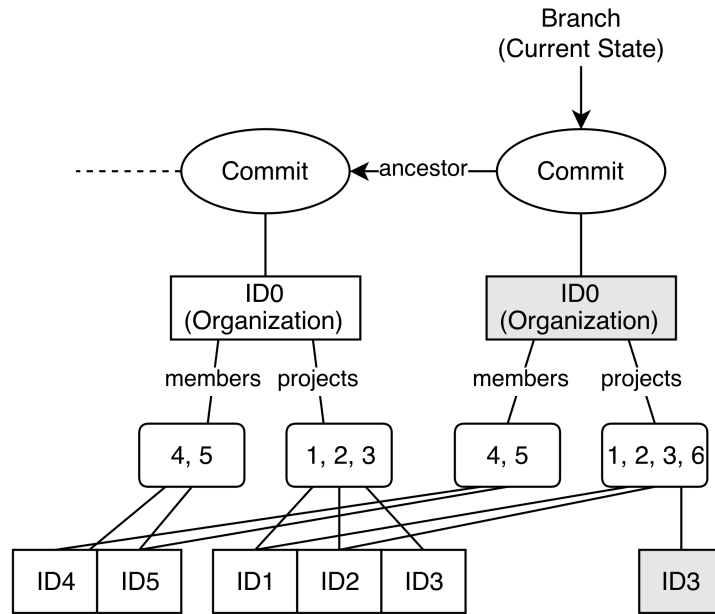 Branch
(Current State)
Commit
ancestor
Commit
ID0
(Organization)
ID0
(Organization)
members
projects
members
projects
4, 5
1, 2, 3
4, 5
1, 2, 3, 6
ID4
ID5
ID1
ID2
ID3
ID3